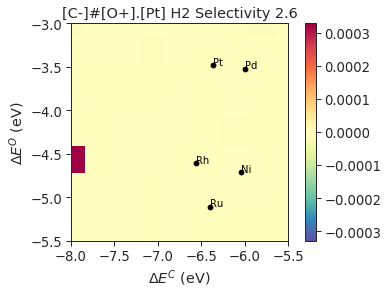 [C-]#[O+].[Pt] H2 Selectivity 2.6
ΔE^O (eV)
−3.0
−3.5
−4.0
−4.5
−5.0
−5.5
Pt
Pd
Rh
Ni
Ru
−8.0 −7.5 −7.0 −6.5 −6.0 −5.5
ΔE^C (eV)
0.0003
0.0002
0.0001
0.0000
−0.0001
−0.0002
−0.0003